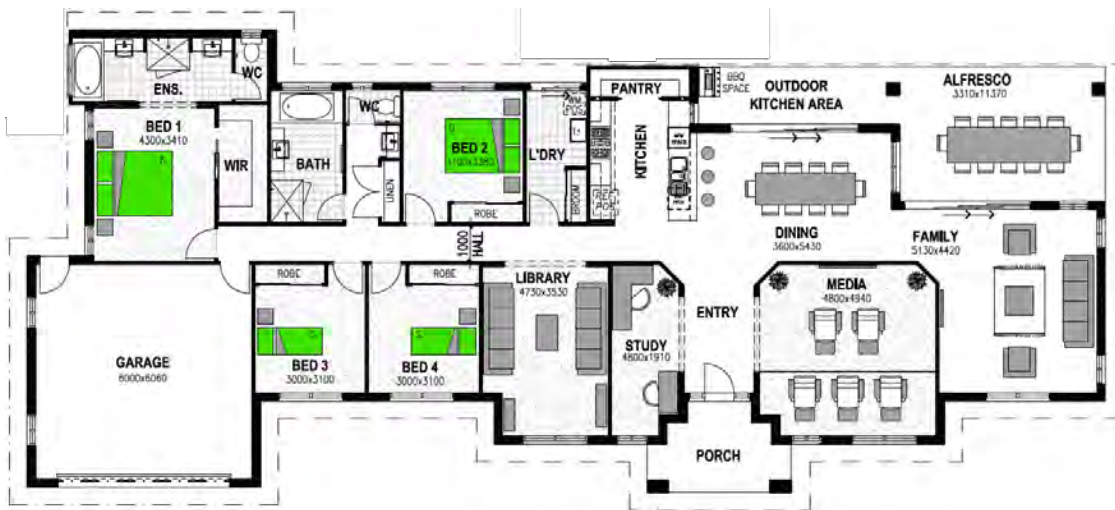 ENS.
WC
BED 1
4300x3410
WIR
BATH
WC
LINEN
BED 2
ROBE
L'DRY
WM
POS.
BROOM
PANTRY
KITCHEN
BBQ
SPACE
OUTDOOR
KITCHEN AREA
ALFRESCO
3310x11370
DINING
3600x5430
FAMILY
5130x4420
1000
HALL
ROBE
ROBE
LIBRARY
4730x3530
MEDIA
4800x4940
ENTRY
STUDY
4800x1910
GARAGE
6000x6060
BED 3
3000x3100
BED 4
3000x3100
PORCH